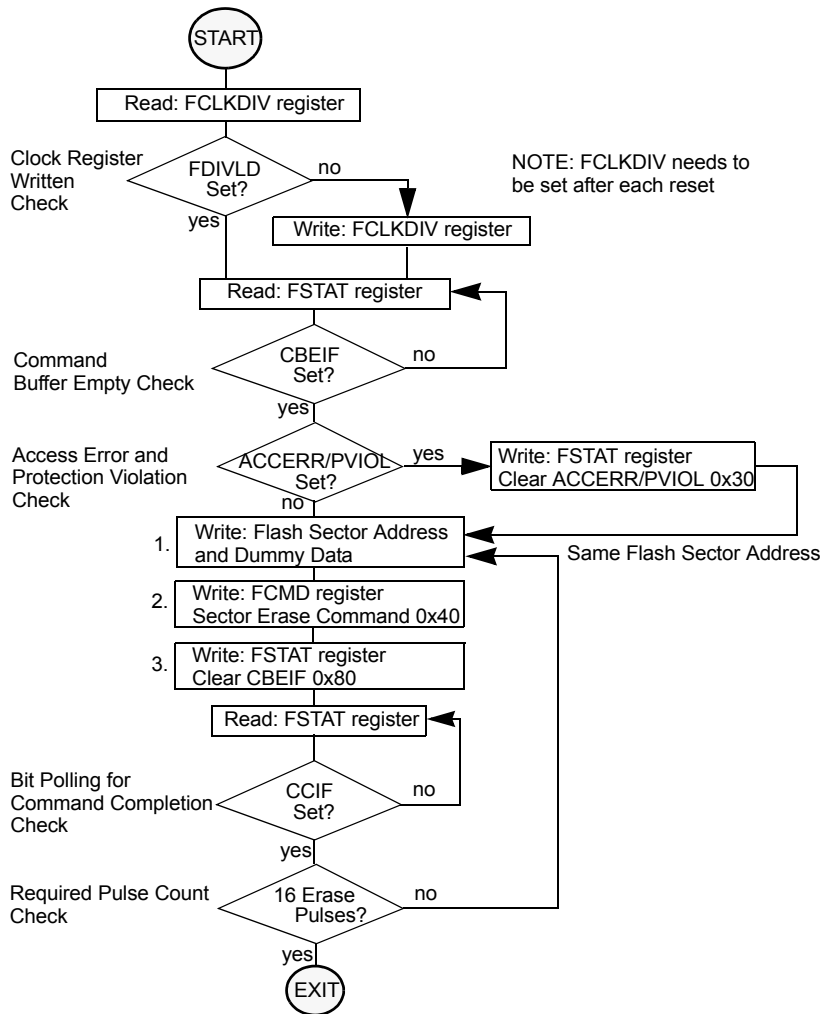 START
Read: FCLKDIV register
Clock Register
Written
Check
FDIVLD
Set?
no
yes
NOTE: FCLKDIV needs to
be set after each reset
Write: FCLKDIV register
Read: FSTAT register
Command
Buffer Empty Check
CBEIF
Set?
no
yes
Access Error and
Protection Violation
Check
ACCERR/PVIOL
Set?
yes
no
Write: FSTAT register
Clear ACCERR/PVIOL 0x30
1.
Write: Flash Sector Address
and Dummy Data
Same Flash Sector Address
2.
Write: FCMD register
Sector Erase Command 0x40
3.
Write: FSTAT register
Clear CBEIF 0x80
Read: FSTAT register
Bit Polling for
Command Completion
Check
CCIF
Set?
no
yes
Required Pulse Count
Check
16 Erase
Pulses?
no
yes
EXIT